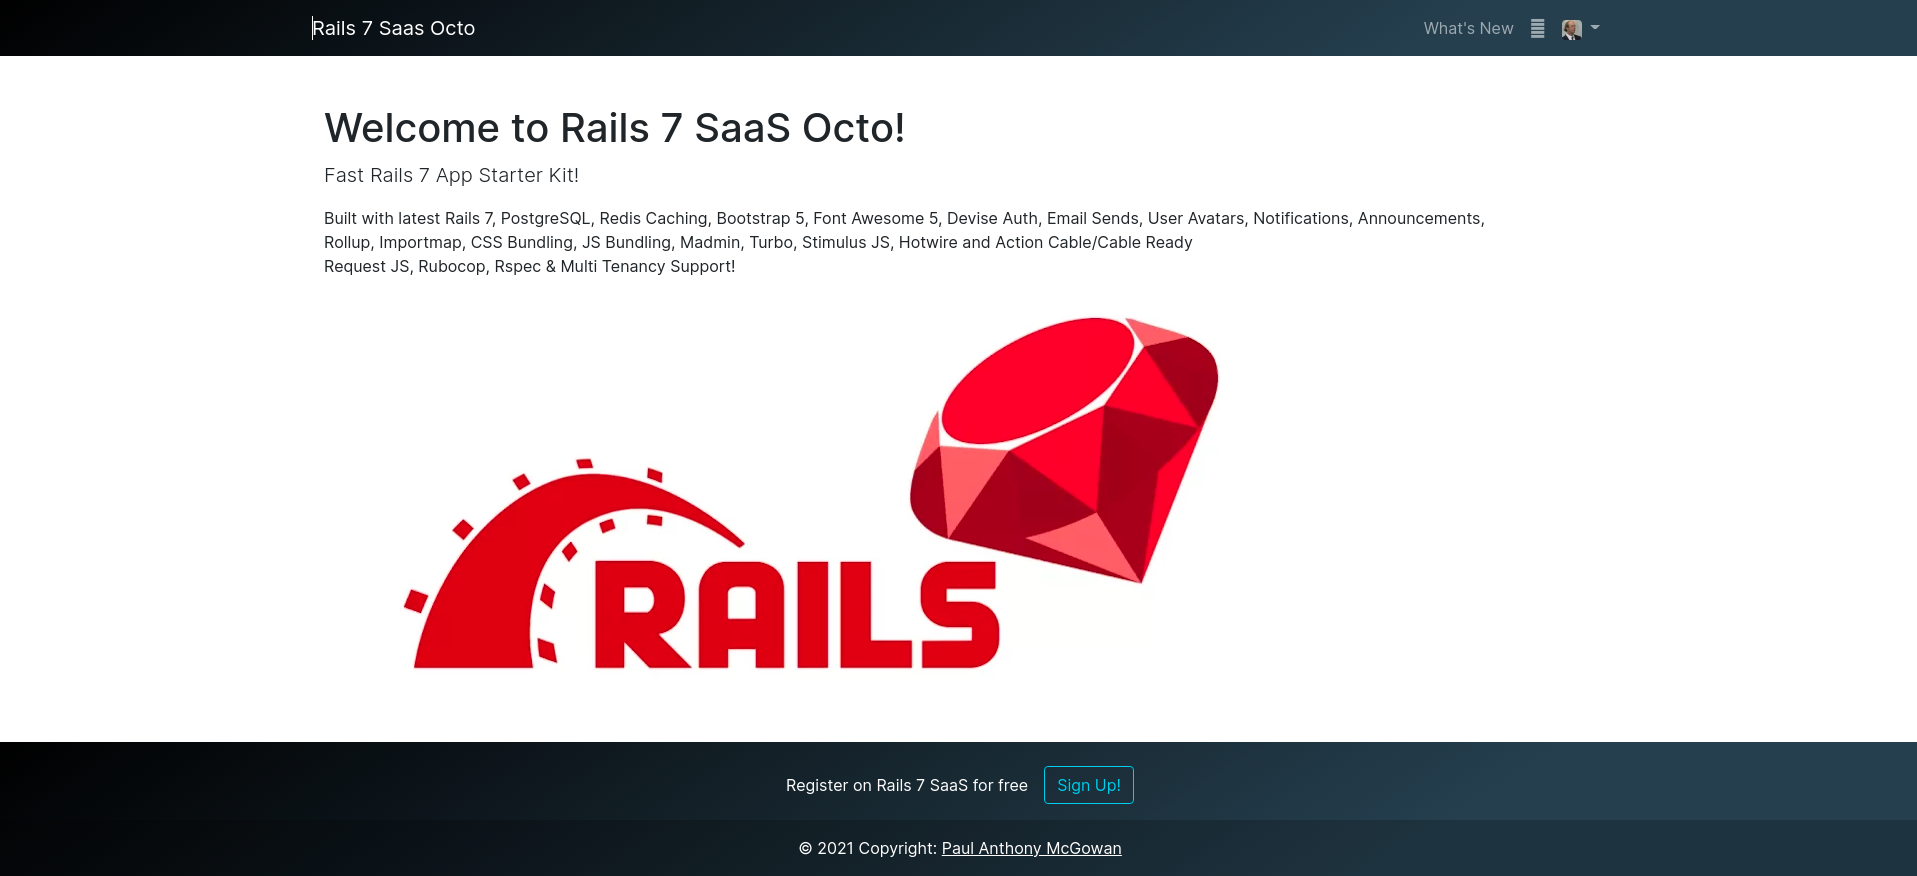 Rails 7 Saas Octo
What's New
Welcome to Rails 7 SaaS Octo!
Fast Rails 7 App Starter Kit!
Built with latest Rails 7, PostgreSQL, Redis Caching, Bootstrap 5, Font Awesome 5, Devise Auth, Email Sends, User Avatars, Notifications, Announcements,
Rollup, Importmap, CSS Bundling, JS Bundling, Madmin, Turbo, Stimulus JS, Hotwire and Action Cable/Cable Ready
Request JS, Rubocop, Rspec & Multi Tenancy Support!
RAILS
Register on Rails 7 SaaS for free
Sign Up!
© 2021 Copyright: Paul Anthony McGowan